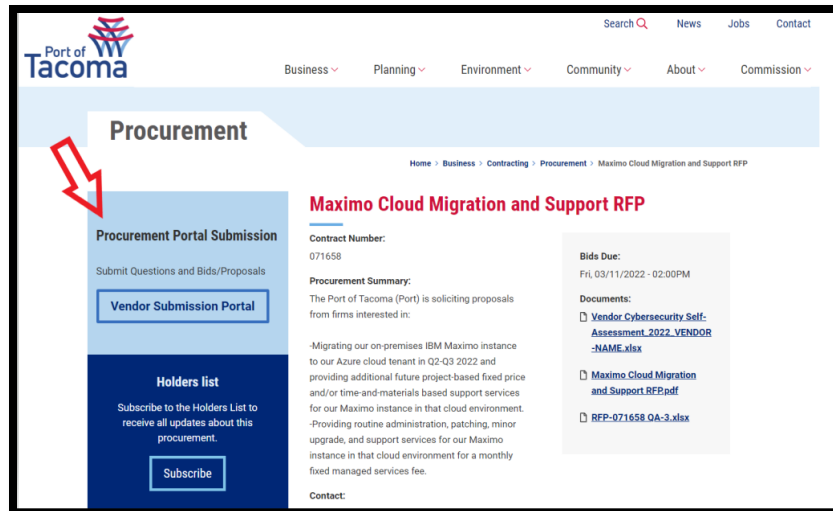 Port of
Tacoma
Search News Jobs Contact
Business Planning Environment Community About Commission
Procurement
Home > Business > Contracting > Procurement > Maximo Cloud Migration and Support RFP
Procurement Portal Submission
Submit Questions and Bids/Proposals
Vendor Submission Portal
Holders list
Subscribe to the Holders List to
receive all updates about this
procurement.
Subscribe
Maximo Cloud Migration and Support RFP
Contract Number:
071658
Procurement Summary:
The Port of Tacoma (Port) is soliciting proposals
from firms interested in:
-Migrating our on-premises IBM Maximo instance
to our Azure cloud tenant in Q2-Q3 2022 and
providing additional future project-based fixed price
and/or time-and-materials based support services
for our Maximo instance in that cloud environment.
-Providing routine administration, patching, minor
upgrade, and support services for our Maximo
instance in that cloud environment for a monthly
fixed managed services fee.
Contact:
Bids Due:
Fri, 03/11/2022 - 02:00PM
Documents:
Vendor Cybersecurity Self-
Assessment_2022_VENDOR
-NAME.xlsx
Maximo Cloud Migration
and Support RFP.pdf
RFP-071658 QA-3.xlsx